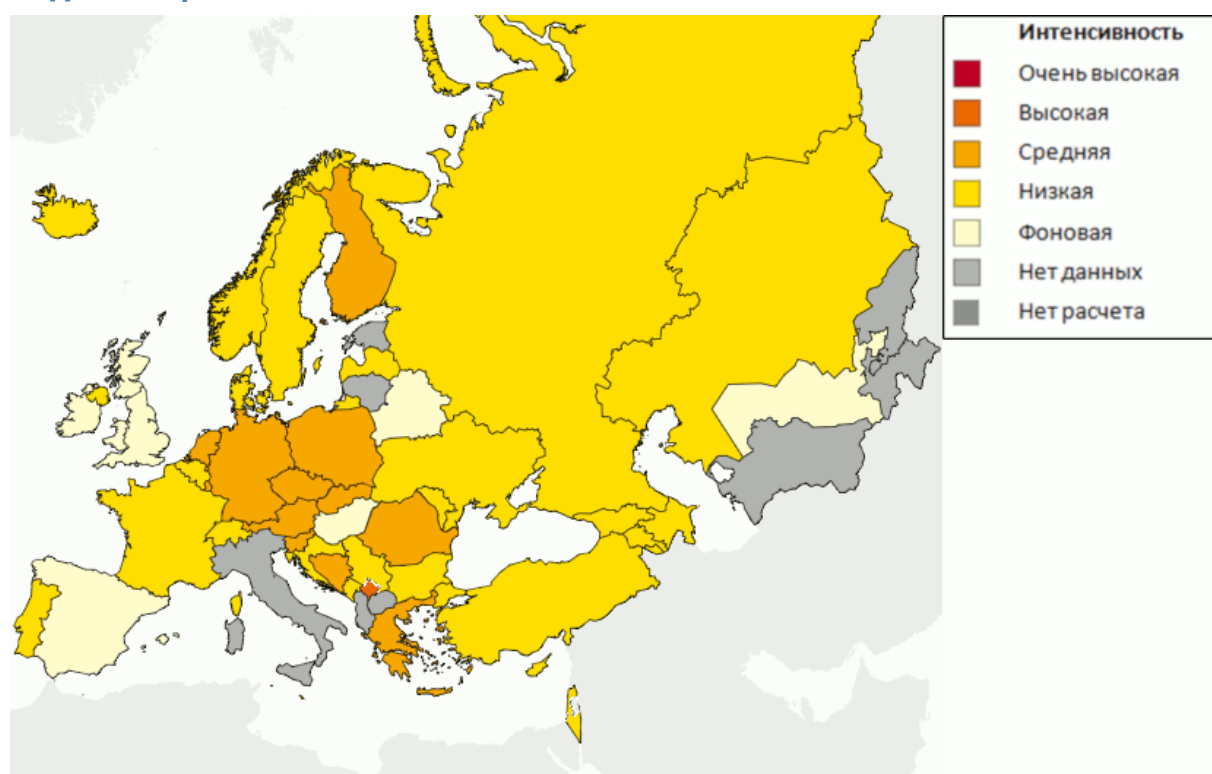 Интенсивность
Очень высокая
Высокая
Средняя
Низкая
Фоновая
Нет данных
Нет расчета